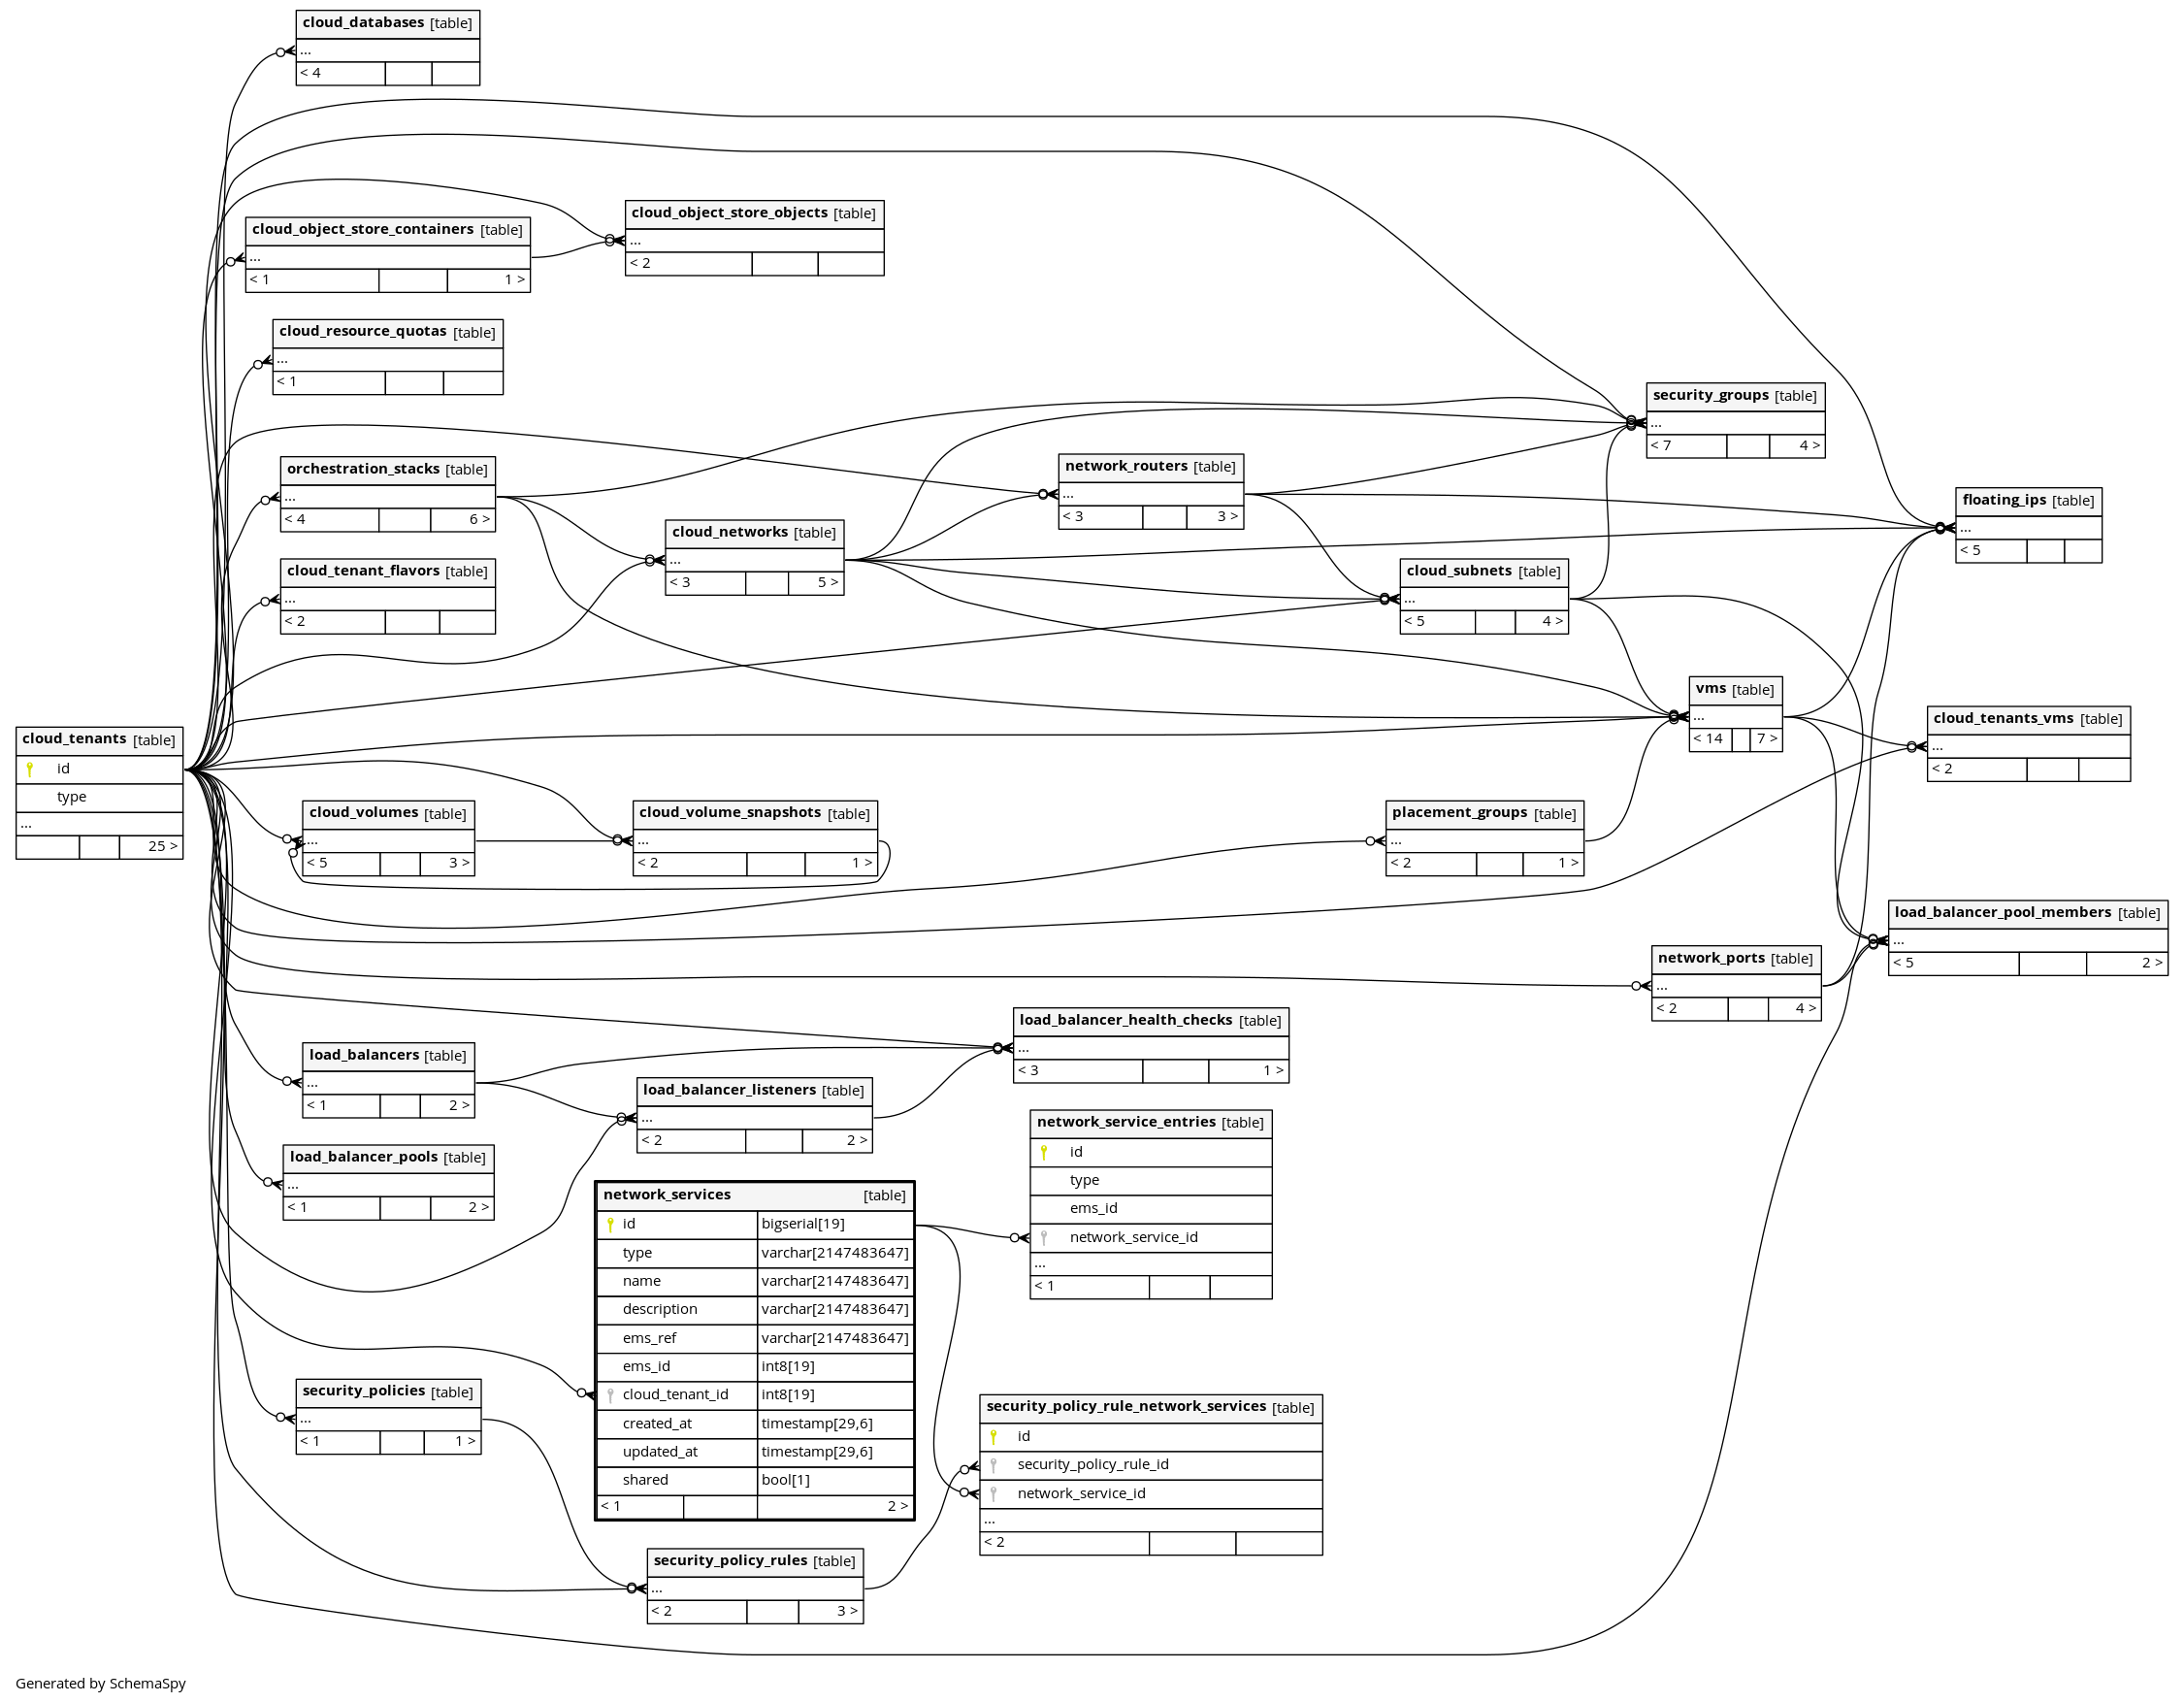 cloud_databases [table]
...
< 4
cloud_object_store_objects [table]
...
< 2
cloud_object_store_containers [table]
...
< 1 1 >
cloud_resource_quotas [table]
...
< 1
security_groups [table]
...
< 7 4 >
orchestration_stacks [table]
...
< 4 6 >
network_routers [table]
...
< 3 3 >
floating_ips [table]
...
< 5
cloud_networks [table]
...
< 3 5 >
cloud_tenant_flavors [table]
...
< 2
cloud_subnets [table]
...
< 5 4 >
vms [table]
...
< 14 7 >
cloud_tenants_vms [table]
...
< 2
cloud_tenants [table]
id
type
...
25 >
cloud_volumes [table]
...
< 5 3 >
cloud_volume_snapshots [table]
...
< 2 1 >
placement_groups [table]
...
< 2 1 >
load_balancer_pool_members [table]
...
< 5 2 >
network_ports [table]
...
< 2 4 >
load_balancer_health_checks [table]
...
< 3 1 >
load_balancers [table]
...
< 1 2 >
load_balancer_listeners [table]
...
< 2 2 >
network_service_entries [table]
id
type
ems_id
network_service_id
...
< 1
load_balancer_pools [table]
...
< 1 2 >
network_services [table]
id bigserial[19]
type varchar[2147483647]
name varchar[2147483647]
description varchar[2147483647]
ems_ref varchar[2147483647]
ems_id int8[19]
cloud_tenant_id int8[19]
created_at timestamp[29,6]
updated_at timestamp[29,6]
shared bool[1]
< 1 2 >
security_policies [table]
...
< 1 1 >
security_policy_rule_network_services [table]
id
security_policy_rule_id
network_service_id
...
< 2
security_policy_rules [table]
...
< 2 3 >
Generated by SchemaSpy